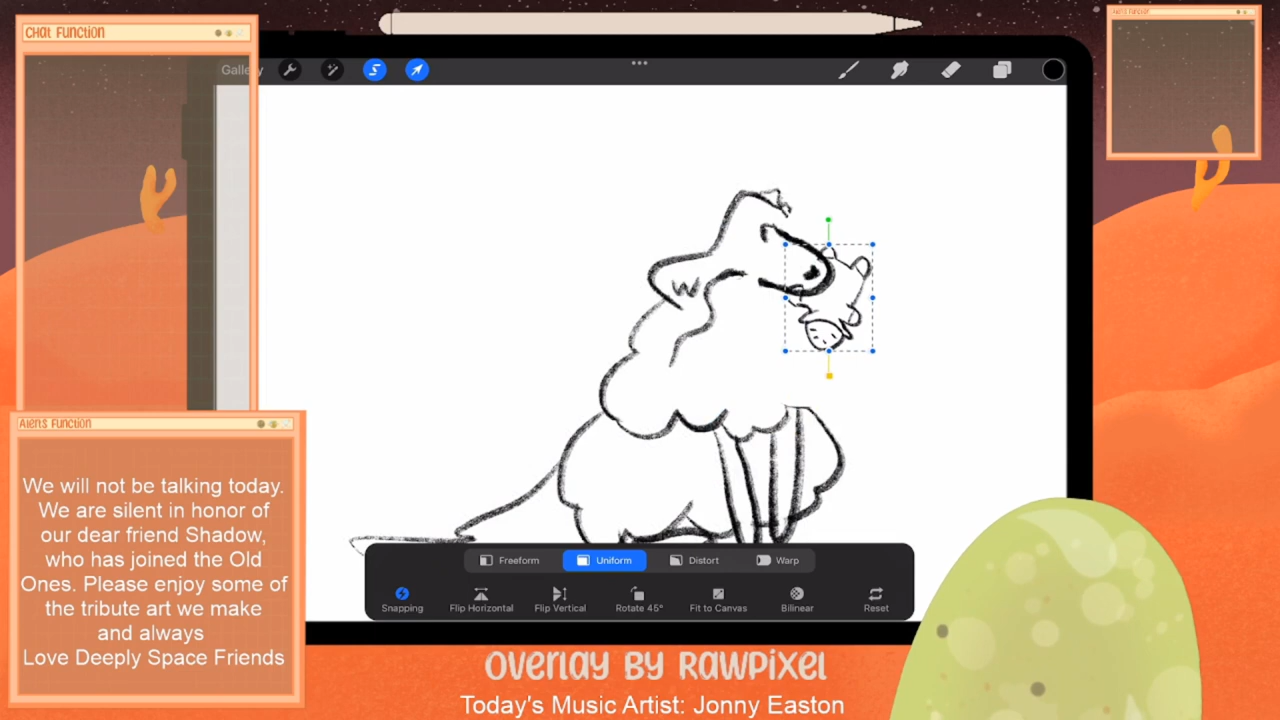 CHat FUNCTION
Alerts FUNCTION
Gallery
Freeform
Uniform
Distort
Warp
Snapping
Flip Horizontal
Flip Vertical
Rotate 45°
Fit to Canvas
Bilinear
Reset
Alerts FUNCTION
We will not be talking today.
We are silent in honor of
our dear friend Shadow,
who has joined the Old
Ones. Please enjoy some of
the tribute art we make
and always
Love Deeply Space Friends
Overlay BY Rawpixel
Today's Music Artist: Jonny Easton